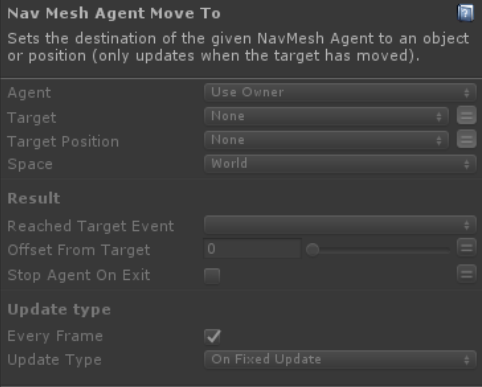 Nav Mesh Agent Move To
Sets the destination of the given NavMesh Agent to an object
or position (only updates when the target has moved).
Agent Use Owner
Target None
Target Position None
Space World
Result
Reached Target Event
Offset From Target 0
Stop Agent On Exit
Update type
Every Frame
Update Type On Fixed Update